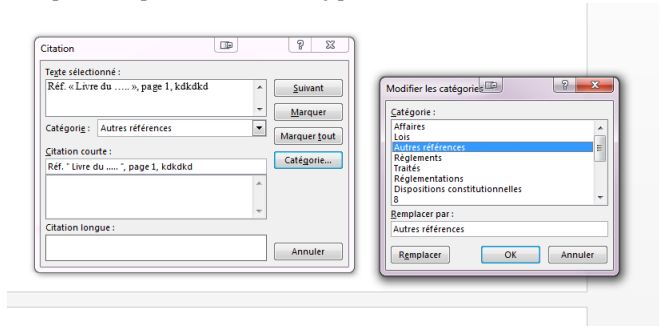 Citation
Texte sélectionné :
Réf. « Livre du ….. », page 1, kdkdkd
Suivant
Marquer
Catégorie : Autres références
Marquer tout
Citation courte :
Catégorie...
Réf. " Livre du ..... ", page 1, kdkdkd
Citation longue :
Annuler
Modifier les catégories
Catégorie :
Affaires
Lois
Autres références
Règlements
Traités
Réglementations
Dispositions constitutionnelles
8
Remplacer par :
Autres références
Remplacer
OK
Annuler